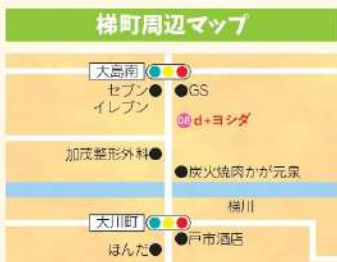 梯町周辺マップ
大島南
セブン
イレブン
GS
08 d+ヨシダ
加茂整形外科
炭火焼肉かが元泉
梯川
大川町
戸市酒店
ほんだ